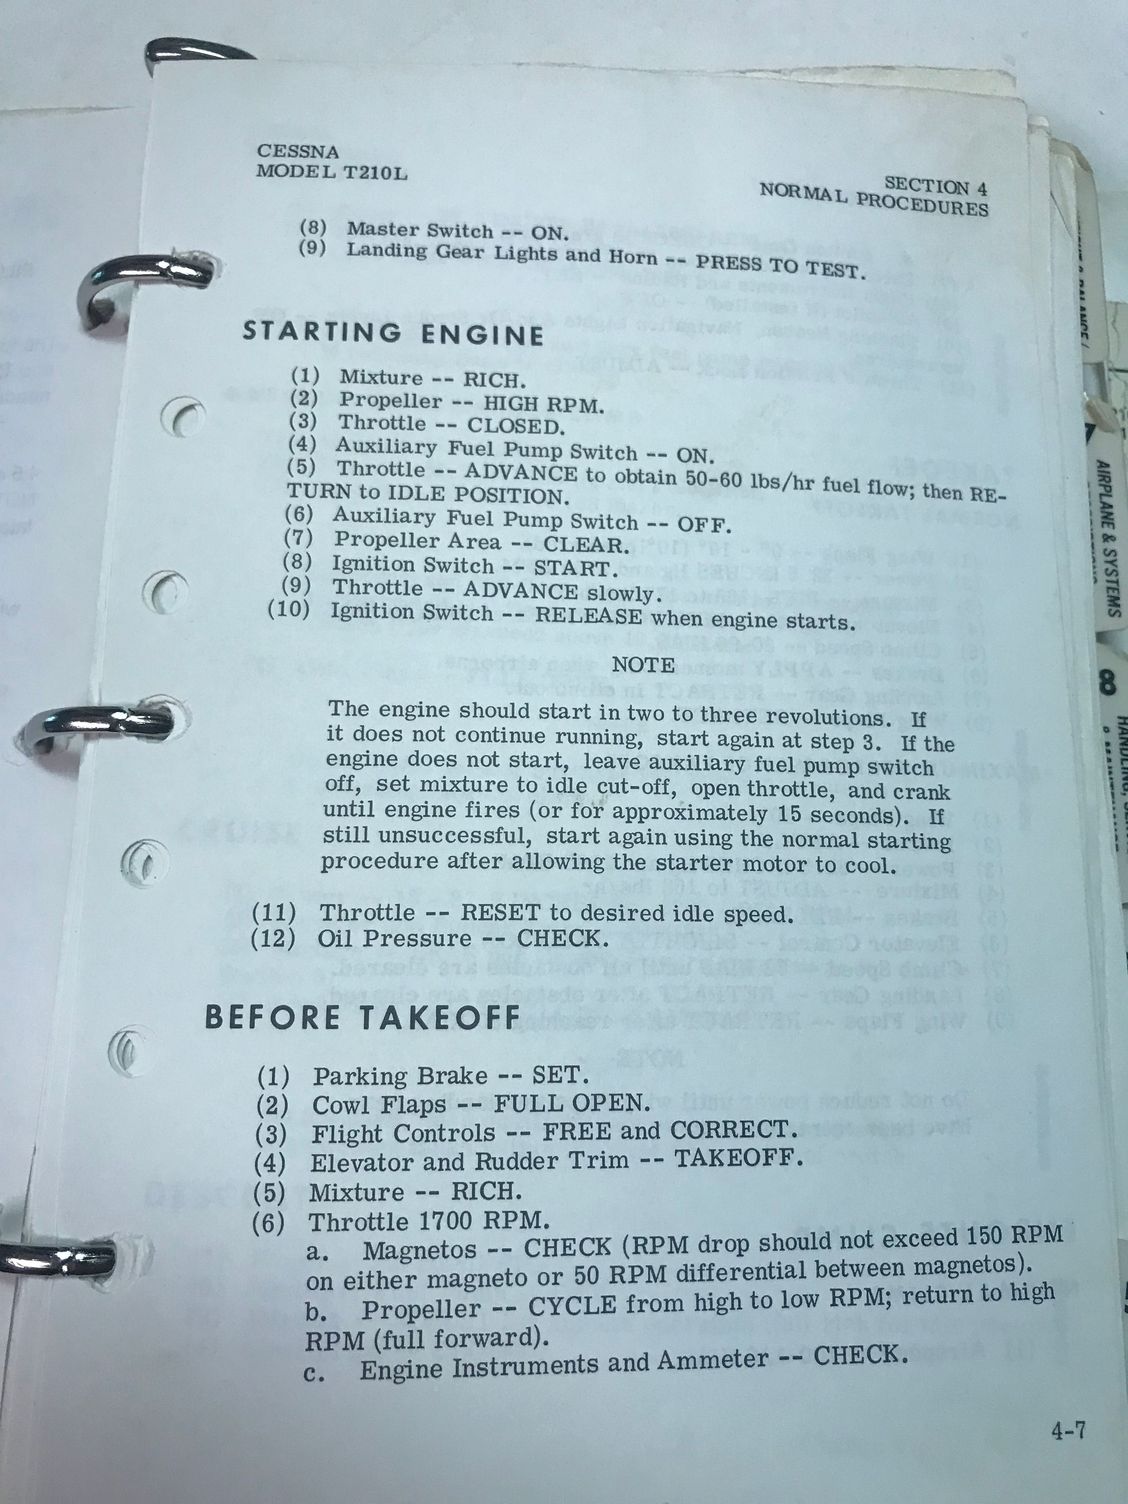 CESSNA
MODEL T210L
SECTION 4
NORMAL PROCEDURES
(8) Master Switch -- ON.
(9) Landing Gear Lights and Horn -- PRESS TO TEST.
STARTING ENGINE
(1) Mixture -- RICH.
(2) Propeller -- HIGH RPM.
(3) Throttle -- CLOSED.
(4) Auxiliary Fuel Pump Switch -- ON.
(5) Throttle -- ADVANCE to obtain 50-60 lbs/hr fuel flow; then RE-
TURN to IDLE POSITION.
(6) Auxiliary Fuel Pump Switch -- OFF.
(7) Propeller Area -- CLEAR.
(8) Ignition Switch -- START.
(9) Throttle -- ADVANCE slowly.
(10) Ignition Switch -- RELEASE when engine starts.
NOTE
The engine should start in two to three revolutions. If
it does not continue running, start again at step 3. If the
engine does not start, leave auxiliary fuel pump switch
off, set mixture to idle cut-off, open throttle, and crank
until engine fires (or for approximately 15 seconds). If
still unsuccessful, start again using the normal starting
procedure after allowing the starter motor to cool.
(11) Throttle -- RESET to desired idle speed.
(12) Oil Pressure -- CHECK.
BEFORE TAKEOFF
(1) Parking Brake -- SET.
(2) Cowl Flaps -- FULL OPEN.
(3) Flight Controls -- FREE and CORRECT.
(4) Elevator and Rudder Trim -- TAKEOFF.
(5) Mixture -- RICH.
(6) Throttle 1700 RPM.
a. Magnetos -- CHECK (RPM drop should not exceed 150 RPM
on either magneto or 50 RPM differential between magnetos).
b. Propeller -- CYCLE from high to low RPM; return to high
RPM (full forward).
c. Engine Instruments and Ammeter -- CHECK.
4-7
AIRPLANE & SYSTEMS
8